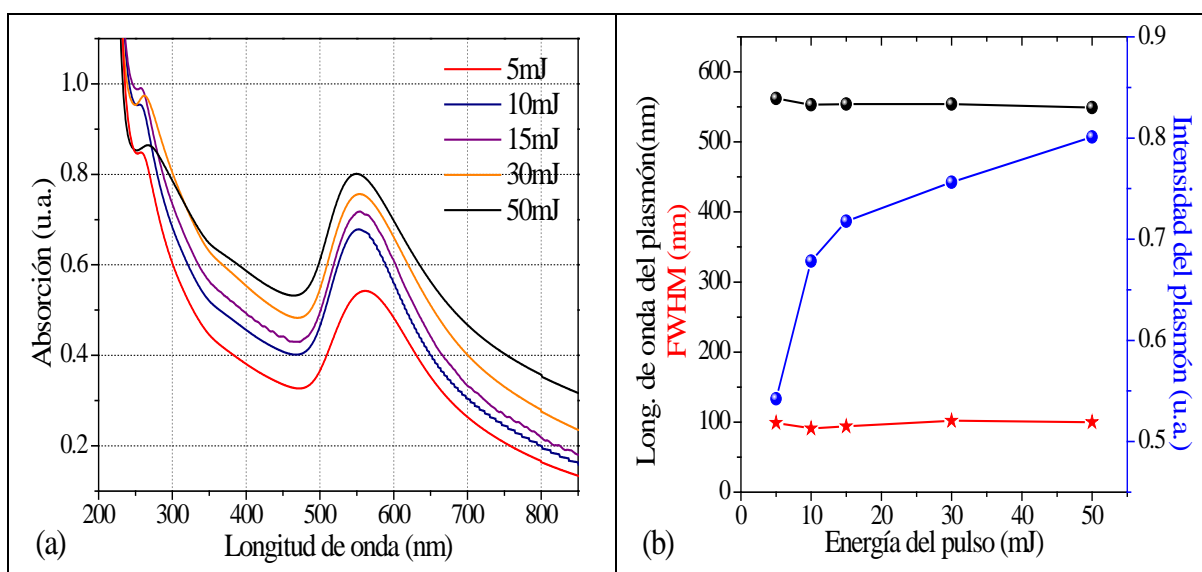 1.0
0.8
0.6
0.4
0.2
Absorción (u.a.)
5mJ
10mJ
15mJ
30mJ
50mJ
200 300 400 500 600 700 800
Longitud de onda (nm)
(a)
600
500
400
300
200
100
0
Long. de onda del plasmón(nm)
FWHM (nm)
0.9
0.8
0.7
0.6
0.5
Intensidad del plasmón (u.a.)
0 10 20 30 40 50
Energía del pulso (mJ)
(b)